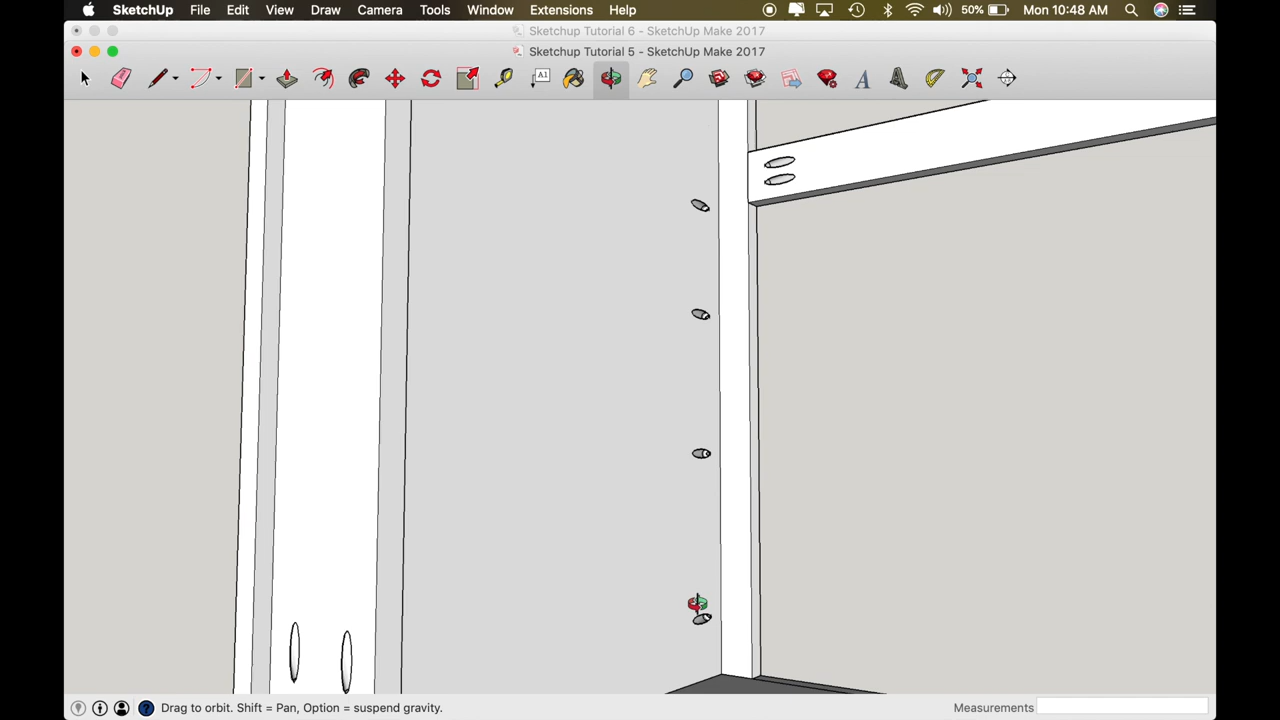 SketchUp File Edit View Draw Camera Tools Window Extensions Help 50% Mon 10:48 AM
Sketchup Tutorial 6 - SketchUp Make 2017
Sketchup Tutorial 5 - SketchUp Make 2017
A1
A
Drag to orbit. Shift = Pan, Option = suspend gravity. Measurements